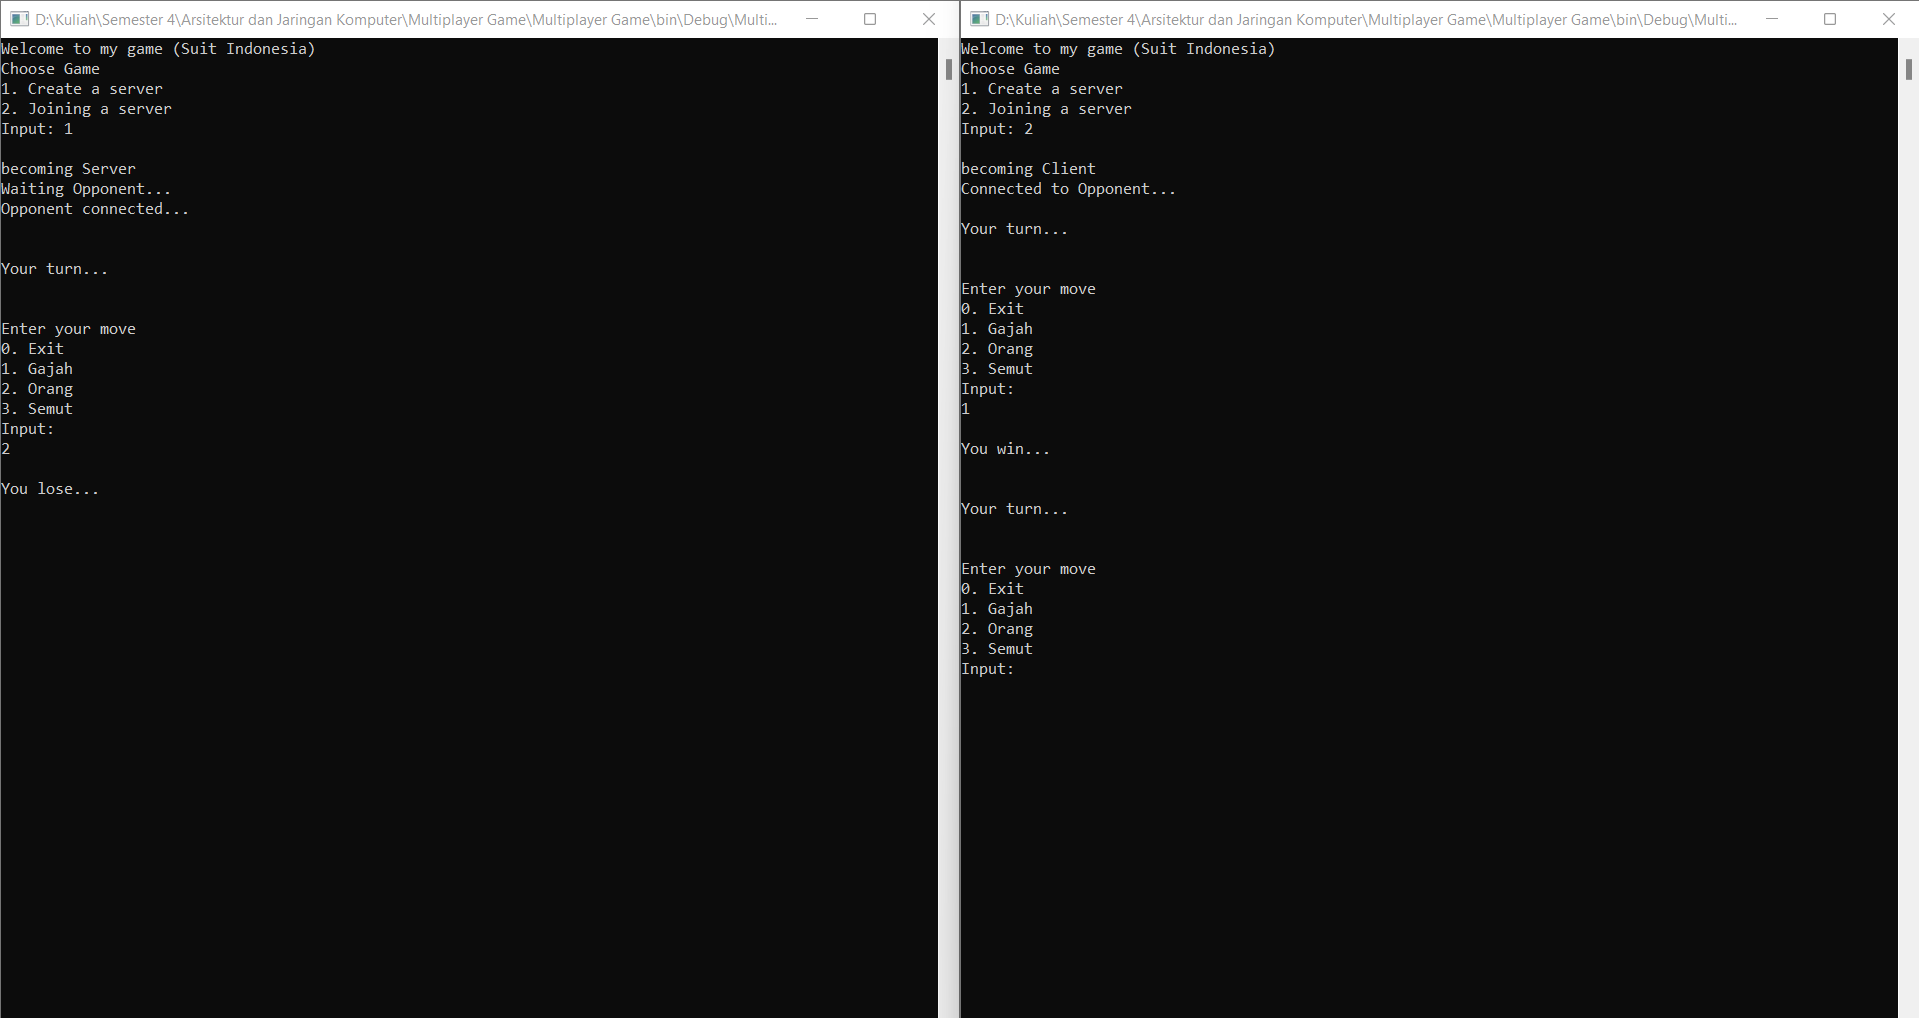 D:\Kuliah\Semester 4\Arsitektur dan Jaringan Komputer\Multiplayer Game\Multiplayer Game\bin\Debug\Multi...
Welcome to my game (Suit Indonesia)
Choose Game
1. Create a server
2. Joining a server
Input: 1
becoming Server
Waiting Opponent...
Opponent connected...
Your turn...
Enter your move
0. Exit
1. Gajah
2. Orang
3. Semut
Input:
2
You lose...
D:\Kuliah\Semester 4\Arsitektur dan Jaringan Komputer\Multiplayer Game\Multiplayer Game\bin\Debug\Multi...
Welcome to my game (Suit Indonesia)
Choose Game
1. Create a server
2. Joining a server
Input: 2
becoming Client
Connected to Opponent...
Your turn...
Enter your move
0. Exit
1. Gajah
2. Orang
3. Semut
Input:
1
You win...
Your turn...
Enter your move
0. Exit
1. Gajah
2. Orang
3. Semut
Input: